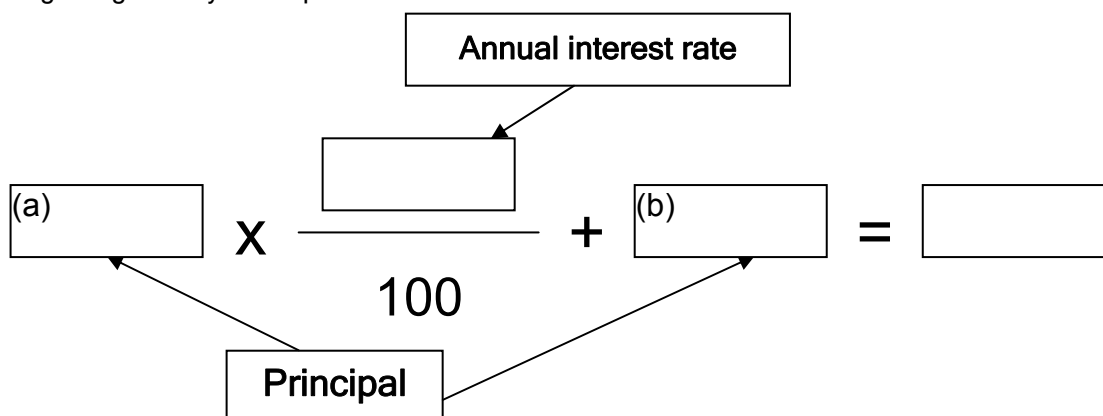 Annual interest rate
(a) x + (b) =
100
Principal